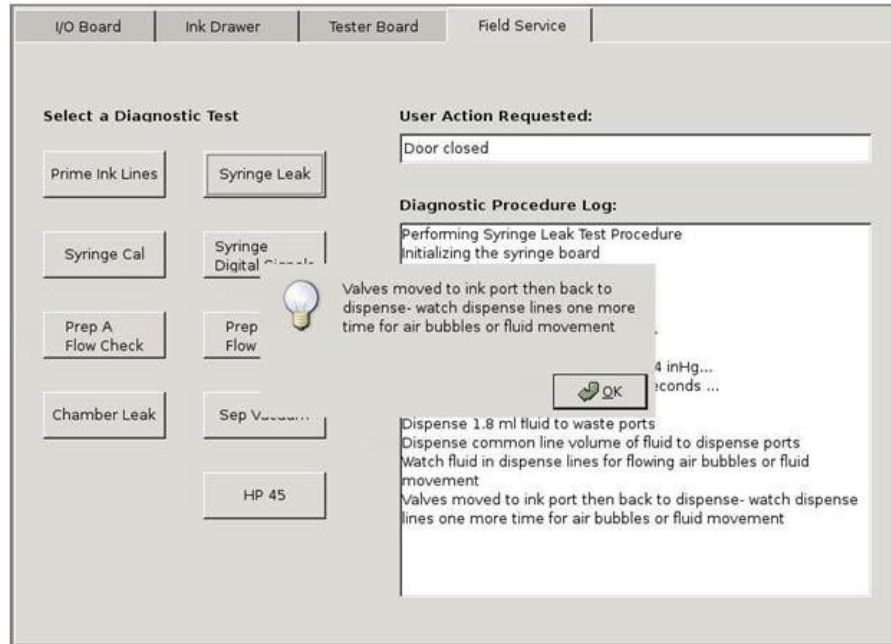 I/O Board
Ink Drawer
Tester Board
Field Service
Select a Diagnostic Test
User Action Requested:
Door closed
Prime Ink Lines
Syringe Leak
Diagnostic Procedure Log:
Performing Syringe Leak Test Procedure
Initializing the syringe board
Syringe Cal
Syringe
Digital
Valves moved to ink port then back to
dispense- watch dispense lines one more
time for air bubbles or fluid movement
Prep A
Flow Check
Prep
Flow
4 inHg...
OK
econds ...
Chamber Leak
Sep
Dispense 1.8 ml fluid to waste ports
Dispense common line volume of fluid to dispense ports
Watch fluid in dispense lines for flowing air bubbles or fluid
movement
Valves moved to ink port then back to dispense- watch dispense
lines one more time for air bubbles or fluid movement
HP 45